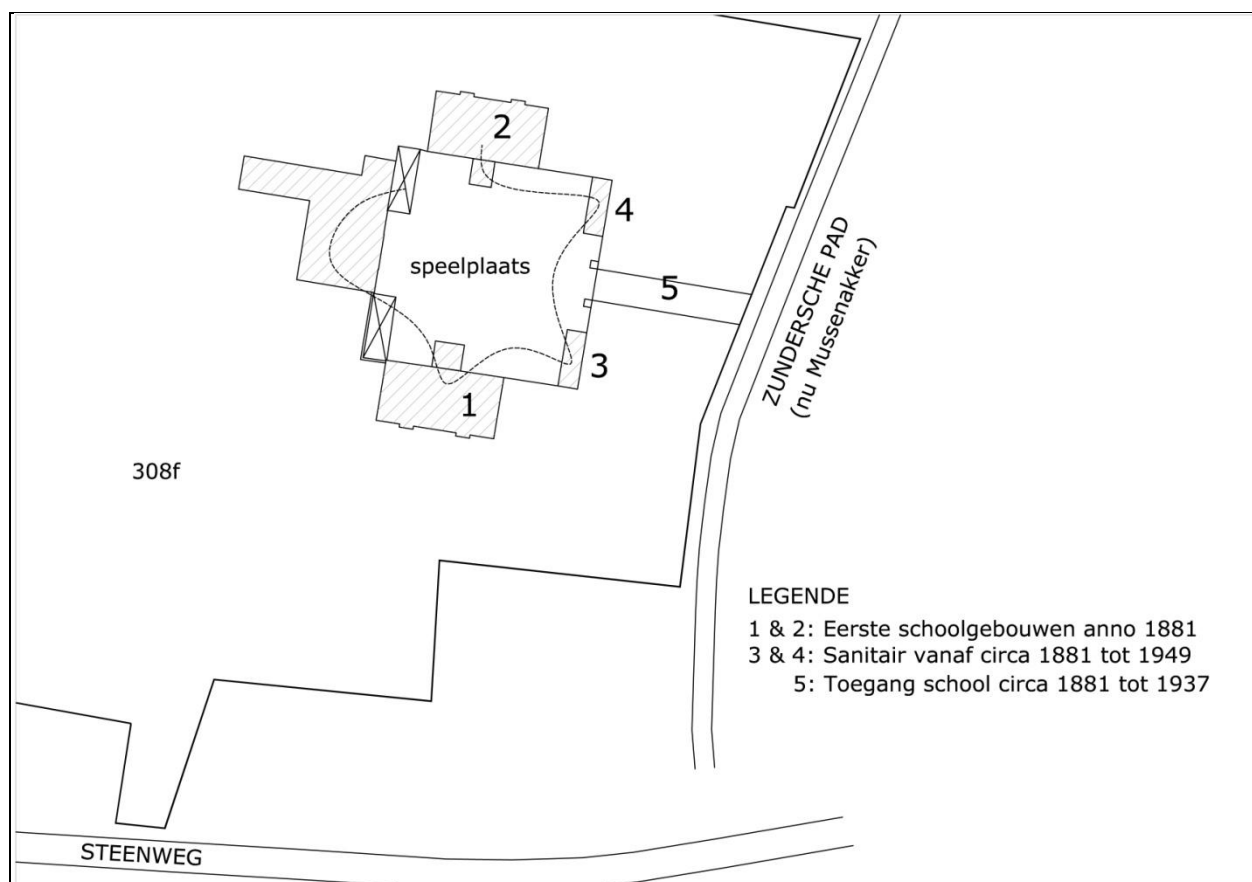 2
4
speelplaats
5
3
1
ZUNDERSCHE PAD
(nu Mussenakker)
308f
LEGENDE
1 & 2: Eerste schoolgebouwen anno 1881
3 & 4: Sanitair vanaf circa 1881 tot 1949
5: Toegang school circa 1881 tot 1937
STEENWEG